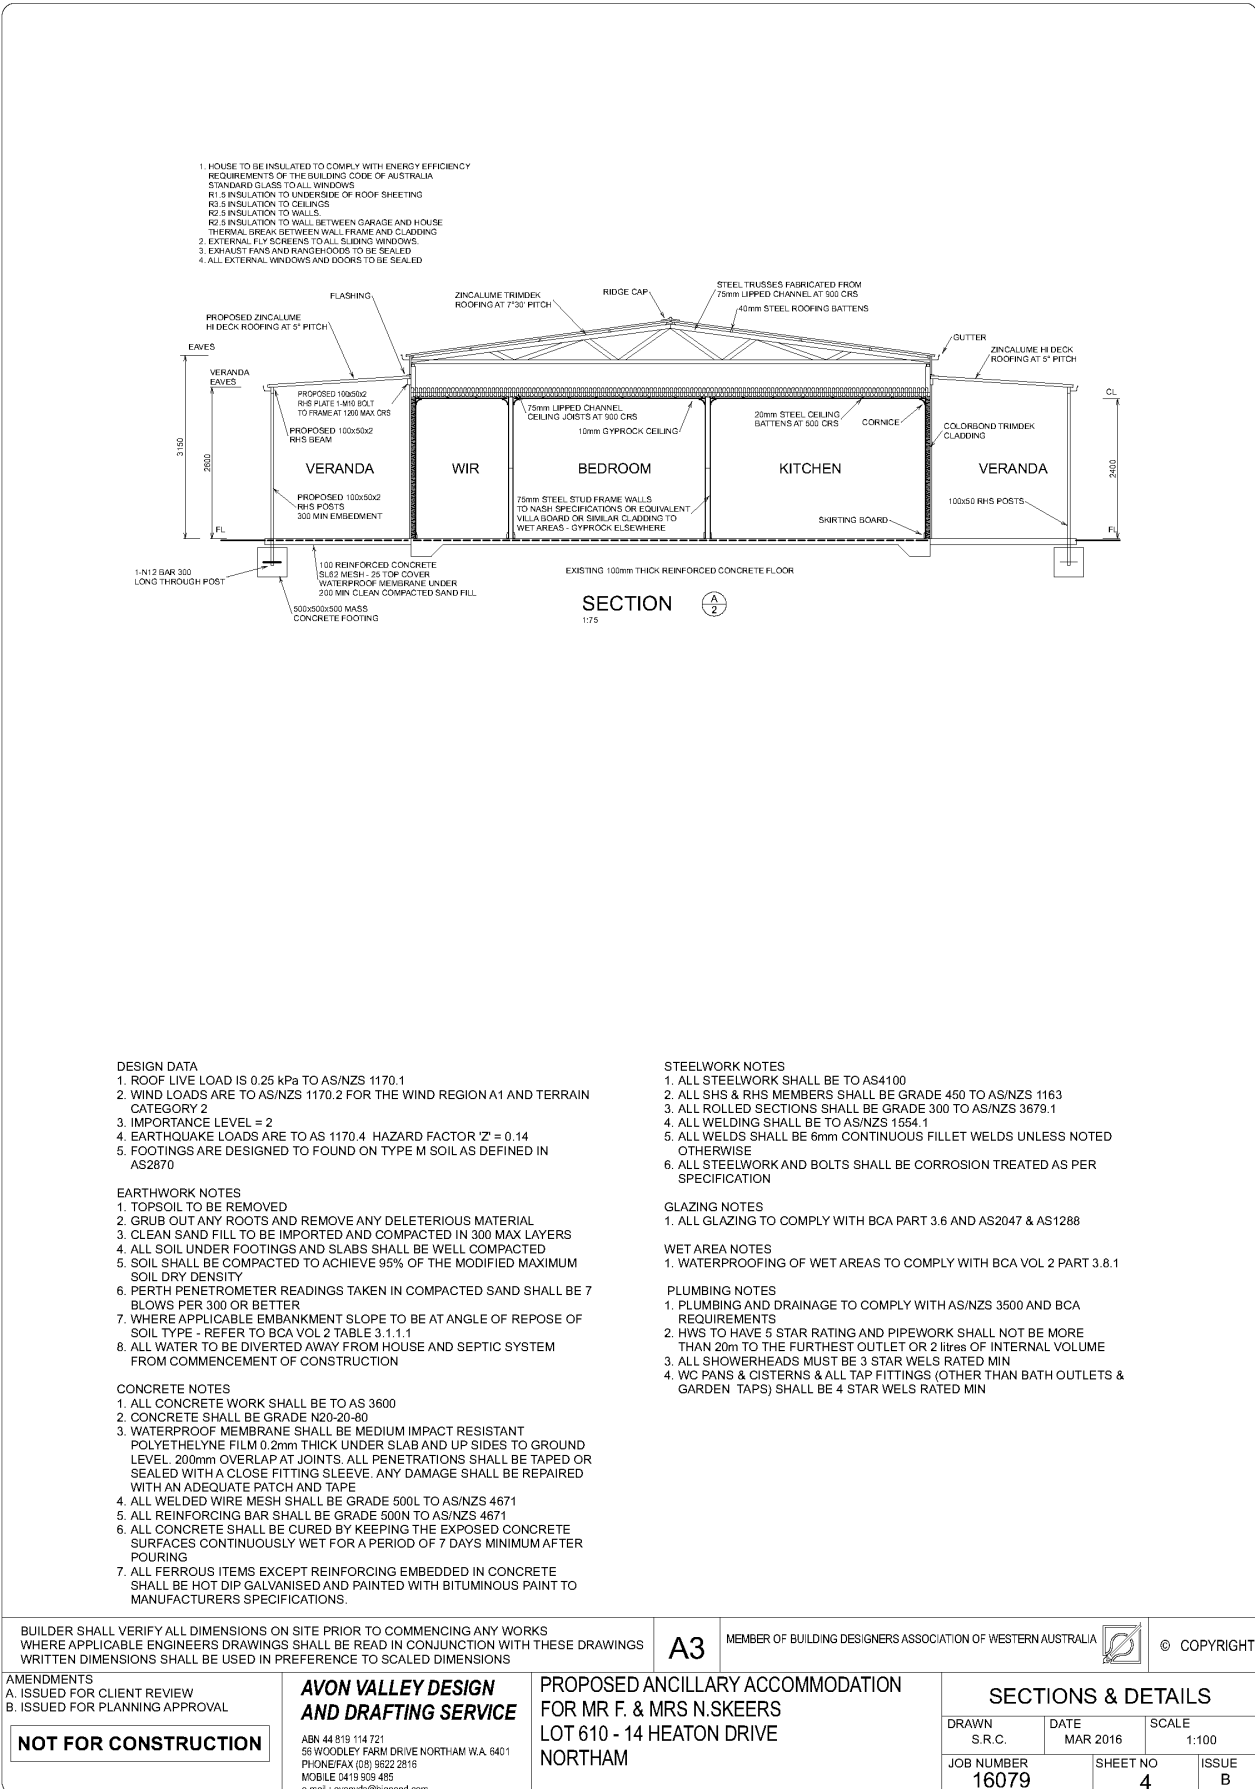 1. HOUSE TO BE INSULATED TO COMPLY WITH ENERGY EFFICIENCY
REQUIREMENTS OF THE BUILDING CODE OF AUSTRALIA
STANDARD GLASS TO ALL WINDOWS
R1.5 INSULATION TO UNDERSIDE OF ROOF SHEETING
R3.5 INSULATION TO CEILINGS
R2.5 INSULATION TO WALLS.
R2.5 INSULATION TO WALL BETWEEN GARAGE AND HOUSE
THERMAL BREAK BETWEEN WALL FRAME AND CLADDING
2. EXTERNAL FLY SCREENS TO ALL SLIDING WINDOWS.
3. EXHAUST FANS AND RANGEHOODS TO BE SEALED
4. ALL EXTERNAL WINDOWS AND DOORS TO BE SEALED
FLASHING
ZINCALUME TRIMDEK
ROOFING AT 7°30' PITCH
RIDGE CAP
STEEL TRUSSES FABRICATED FROM
75mm LIPPED CHANNEL AT 900 CRS
40mm STEEL ROOFING BATTENS
PROPOSED ZINCALUME
HI DECK ROOFING AT 5° PITCH
GUTTER
ZINCALUME HI DECK
ROOFING AT 5° PITCH
EAVES
VERANDA
EAVES
PROPOSED 100x50x2
RHS PLATE 1-M10 BOLT
TO FRAME AT 1200 MAX CRS
PROPOSED 100x50x2
RHS BEAM
75mm LIPPED CHANNEL
CEILING JOISTS AT 900 CRS
10mm GYPROCK CEILING
20mm STEEL CEILING
BATTENS AT 500 CRS
CORNICE
COLORBOND TRIMDEK
CLADDING
CL
3150
2600
2400
VERANDA
WIR
BEDROOM
KITCHEN
VERANDA
PROPOSED 100x50x2
RHS POSTS
300 MIN EMBEDMENT
75mm STEEL STUD FRAME WALLS
TO NASH SPECIFICATIONS OR EQUIVALENT
VILLA BOARD OR SIMILAR CLADDING TO
WET AREAS - GYPROCK ELSEWHERE
SKIRTING BOARD
100x50 RHS POSTS
FL
FL
1-N12 BAR 300
LONG THROUGH POST
100 REINFORCED CONCRETE
SL62 MESH - 25 TOP COVER
WATERPROOF MEMBRANE UNDER
200 MIN CLEAN COMPACTED SAND FILL
500x500x500 MASS
CONCRETE FOOTING
EXISTING 100mm THICK REINFORCED CONCRETE FLOOR
SECTION
A
2
1:75
DESIGN DATA
1. ROOF LIVE LOAD IS 0.25 kPa TO AS/NZS 1170.1
2. WIND LOADS ARE TO AS/NZS 1170.2 FOR THE WIND REGION A1 AND TERRAIN
CATEGORY 2
3. IMPORTANCE LEVEL = 2
4. EARTHQUAKE LOADS ARE TO AS 1170.4 HAZARD FACTOR 'Z' = 0.14
5. FOOTINGS ARE DESIGNED TO FOUND ON TYPE M SOIL AS DEFINED IN
AS2870
EARTHWORK NOTES
1. TOPSOIL TO BE REMOVED
2. GRUB OUT ANY ROOTS AND REMOVE ANY DELETERIOUS MATERIAL
3. CLEAN SAND FILL TO BE IMPORTED AND COMPACTED IN 300 MAX LAYERS
4. ALL SOIL UNDER FOOTINGS AND SLABS SHALL BE WELL COMPACTED
5. SOIL SHALL BE COMPACTED TO ACHIEVE 95% OF THE MODIFIED MAXIMUM
SOIL DRY DENSITY
6. PERTH PENETROMETER READINGS TAKEN IN COMPACTED SAND SHALL BE 7
BLOWS PER 300 OR BETTER
7. WHERE APPLICABLE EMBANKMENT SLOPE TO BE AT ANGLE OF REPOSE OF
SOIL TYPE - REFER TO BCA VOL 2 TABLE 3.1.1.1
8. ALL WATER TO BE DIVERTED AWAY FROM HOUSE AND SEPTIC SYSTEM
FROM COMMENCEMENT OF CONSTRUCTION
CONCRETE NOTES
1. ALL CONCRETE WORK SHALL BE TO AS 3600
2. CONCRETE SHALL BE GRADE N20-20-80
3. WATERPROOF MEMBRANE SHALL BE MEDIUM IMPACT RESISTANT
POLYETHELYNE FILM 0.2mm THICK UNDER SLAB AND UP SIDES TO GROUND
LEVEL. 200mm OVERLAP AT JOINTS. ALL PENETRATIONS SHALL BE TAPED OR
SEALED WITH A CLOSE FITTING SLEEVE. ANY DAMAGE SHALL BE REPAIRED
WITH AN ADEQUATE PATCH AND TAPE
4. ALL WELDED WIRE MESH SHALL BE GRADE 500L TO AS/NZS 4671
5. ALL REINFORCING BAR SHALL BE GRADE 500N TO AS/NZS 4671
6. ALL CONCRETE SHALL BE CURED BY KEEPING THE EXPOSED CONCRETE
SURFACES CONTINUOUSLY WET FOR A PERIOD OF 7 DAYS MINIMUM AFTER
POURING
7. ALL FERROUS ITEMS EXCEPT REINFORCING EMBEDDED IN CONCRETE
SHALL BE HOT DIP GALVANISED AND PAINTED WITH BITUMINOUS PAINT TO
MANUFACTURERS SPECIFICATIONS.
STEELWORK NOTES
1. ALL STEELWORK SHALL BE TO AS4100
2. ALL SHS & RHS MEMBERS SHALL BE GRADE 450 TO AS/NZS 1163
3. ALL ROLLED SECTIONS SHALL BE GRADE 300 TO AS/NZS 3679.1
4. ALL WELDING SHALL BE TO AS/NZS 1554.1
5. ALL WELDS SHALL BE 6mm CONTINUOUS FILLET WELDS UNLESS NOTED
OTHERWISE
6. ALL STEELWORK AND BOLTS SHALL BE CORROSION TREATED AS PER
SPECIFICATION
GLAZING NOTES
1. ALL GLAZING TO COMPLY WITH BCA PART 3.6 AND AS2047 & AS1288
WET AREA NOTES
1. WATERPROOFING OF WET AREAS TO COMPLY WITH BCA VOL 2 PART 3.8.1
PLUMBING NOTES
1. PLUMBING AND DRAINAGE TO COMPLY WITH AS/NZS 3500 AND BCA
REQUIREMENTS
2. HWS TO HAVE 5 STAR RATING AND PIPEWORK SHALL NOT BE MORE
THAN 20m TO THE FURTHEST OUTLET OR 2 litres OF INTERNAL VOLUME
3. ALL SHOWERHEADS MUST BE 3 STAR WELS RATED MIN
4. WC PANS & CISTERNS & ALL TAP FITTINGS (OTHER THAN BATH OUTLETS &
GARDEN TAPS) SHALL BE 4 STAR WELS RATED MIN
BUILDER SHALL VERIFY ALL DIMENSIONS ON SITE PRIOR TO COMMENCING ANY WORKS
WHERE APPLICABLE ENGINEERS DRAWINGS SHALL BE READ IN CONJUNCTION WITH THESE DRAWINGS
WRITTEN DIMENSIONS SHALL BE USED IN PREFERENCE TO SCALED DIMENSIONS
A3
MEMBER OF BUILDING DESIGNERS ASSOCIATION OF WESTERN AUSTRALIA
© COPYRIGHT
AMENDMENTS
A. ISSUED FOR CLIENT REVIEW
B. ISSUED FOR PLANNING APPROVAL
NOT FOR CONSTRUCTION
AVON VALLEY DESIGN
AND DRAFTING SERVICE
ABN 44 819 114 721
56 WOODLEY FARM DRIVE NORTHAM W.A. 6401
PHONE/FAX (08) 9622 2816
MOBILE 0419 909 485
PROPOSED ANCILLARY ACCOMMODATION
FOR MR F. & MRS N.SKEERS
LOT 610 - 14 HEATON DRIVE
NORTHAM
SECTIONS & DETAILS
DRAWN
S.R.C.
DATE
MAR 2016
SCALE
1:100
JOB NUMBER
16079
SHEET NO
4
ISSUE
B